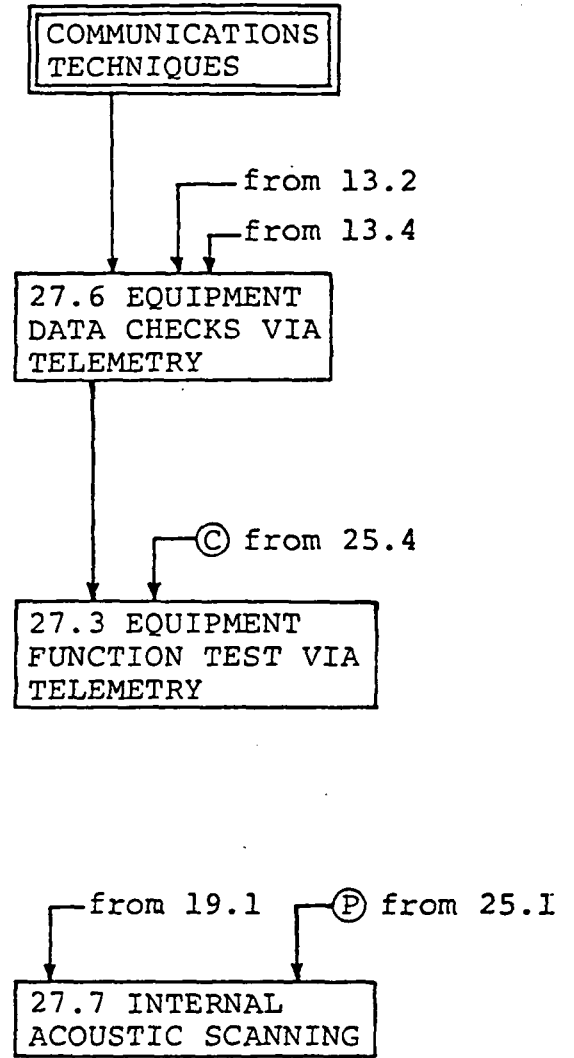 COMMUNICATIONS
TECHNIQUES
from 13.2
from 13.4
27.6 EQUIPMENT
DATA CHECKS VIA
TELEMETRY
C from 25.4
27.3 EQUIPMENT
FUNCTION TEST VIA
TELEMETRY
from 19.1
P from 25.1
27.7 INTERNAL
ACOUSTIC SCANNING